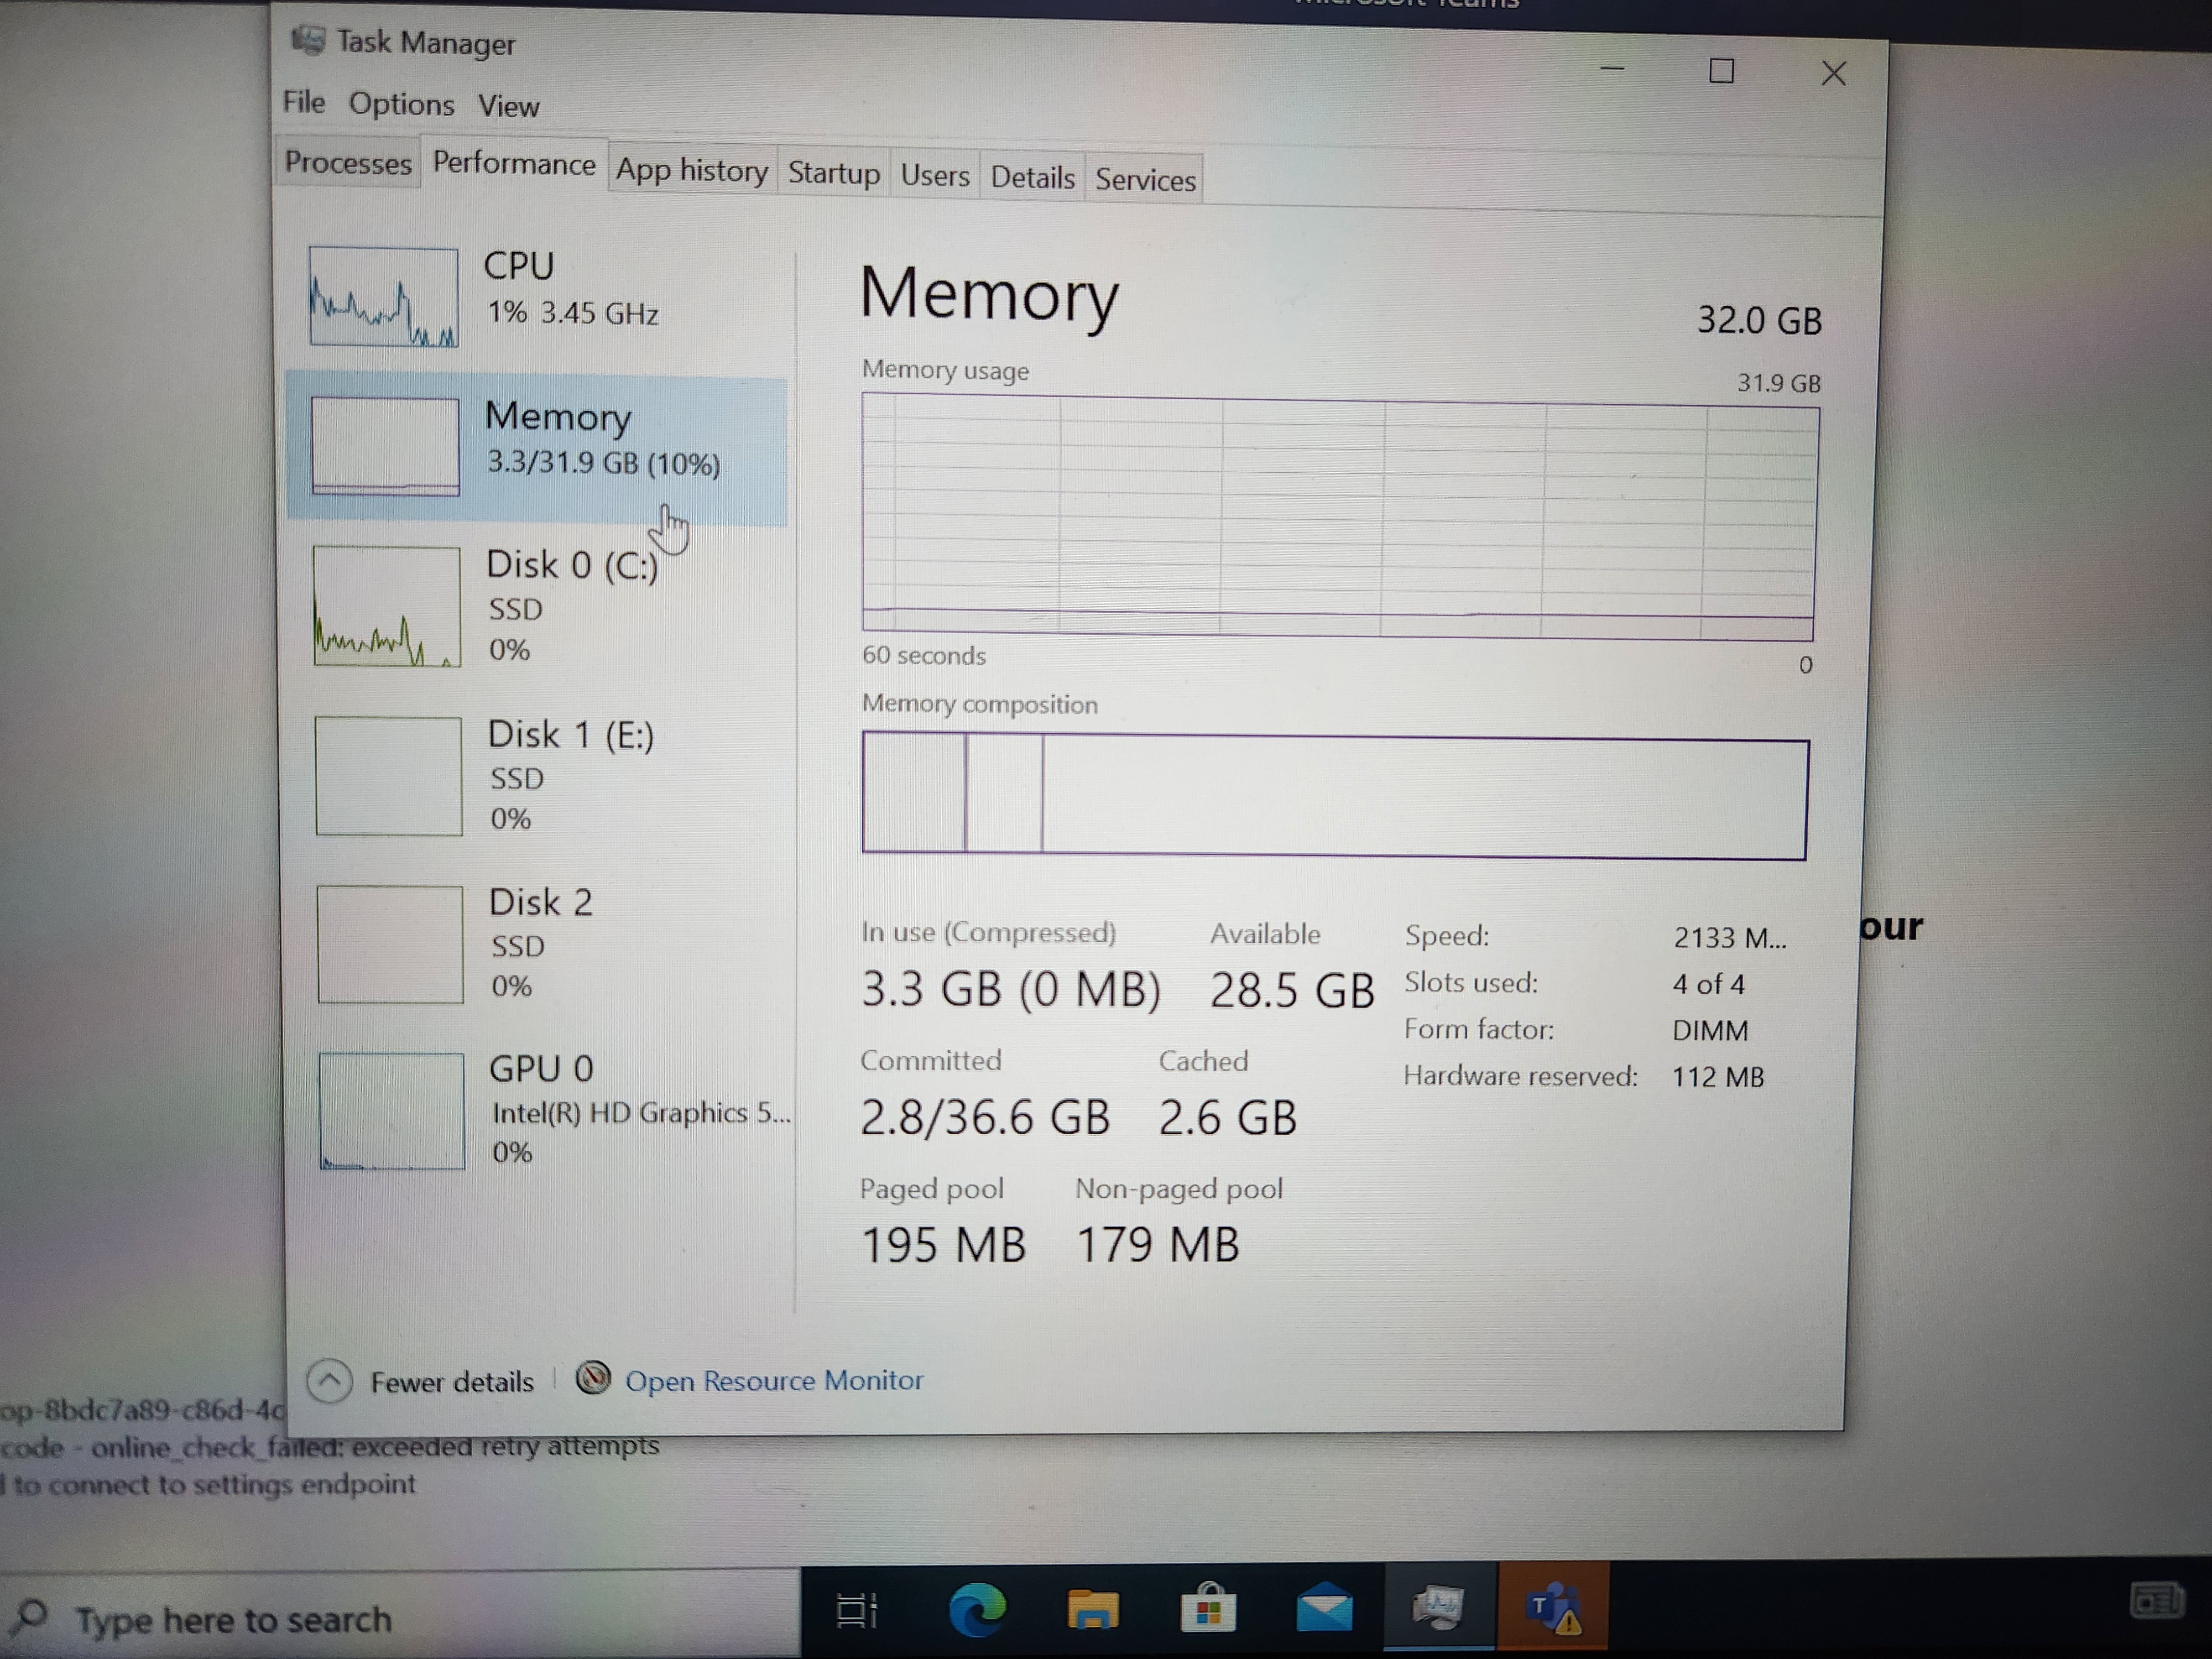 Microsoft Teams
Task Manager
File Options View
Processes Performance App history Startup Users Details Services
CPU
1% 3.45 GHz
Memory
3.3/31.9 GB (10%)
Disk 0 (C:)
SSD
0%
Disk 1 (E:)
SSD
0%
Disk 2
SSD
0%
GPU 0
Intel(R) HD Graphics 5...
0%
Memory
32.0 GB
Memory usage
31.9 GB
60 seconds
0
Memory composition
In use (Compressed)
3.3 GB (0 MB)
Available
28.5 GB
Committed
2.8/36.6 GB
Cached
2.6 GB
Paged pool
195 MB
Non-paged pool
179 MB
Speed: 2133 M...
Slots used: 4 of 4
Form factor: DIMM
Hardware reserved: 112 MB
our
Fewer details
Open Resource Monitor
op-8bdc7a89-c86d-4c
code - online_check_failed: exceeded retry attempts
to connect to settings endpoint
Type here to search
T